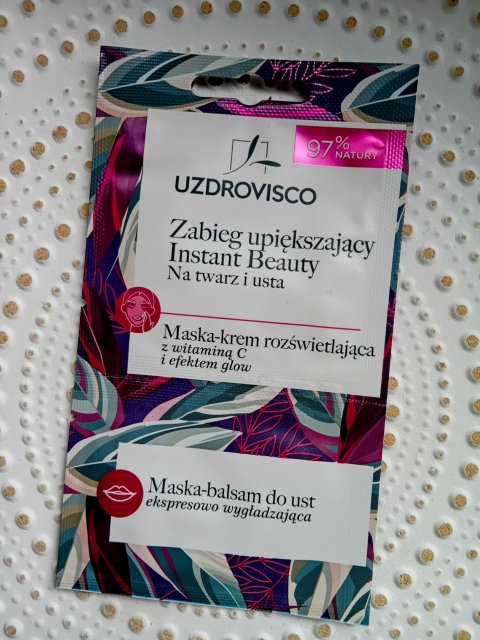 97%
NATURY
UZDROVISCO
Zabieg upiększający
Instant Beauty
Na twarz i usta
Maska-krem rozświetlająca
z witaminą C
i efektem glow
Maska-balsam do ust
ekspresowo wygładzająca